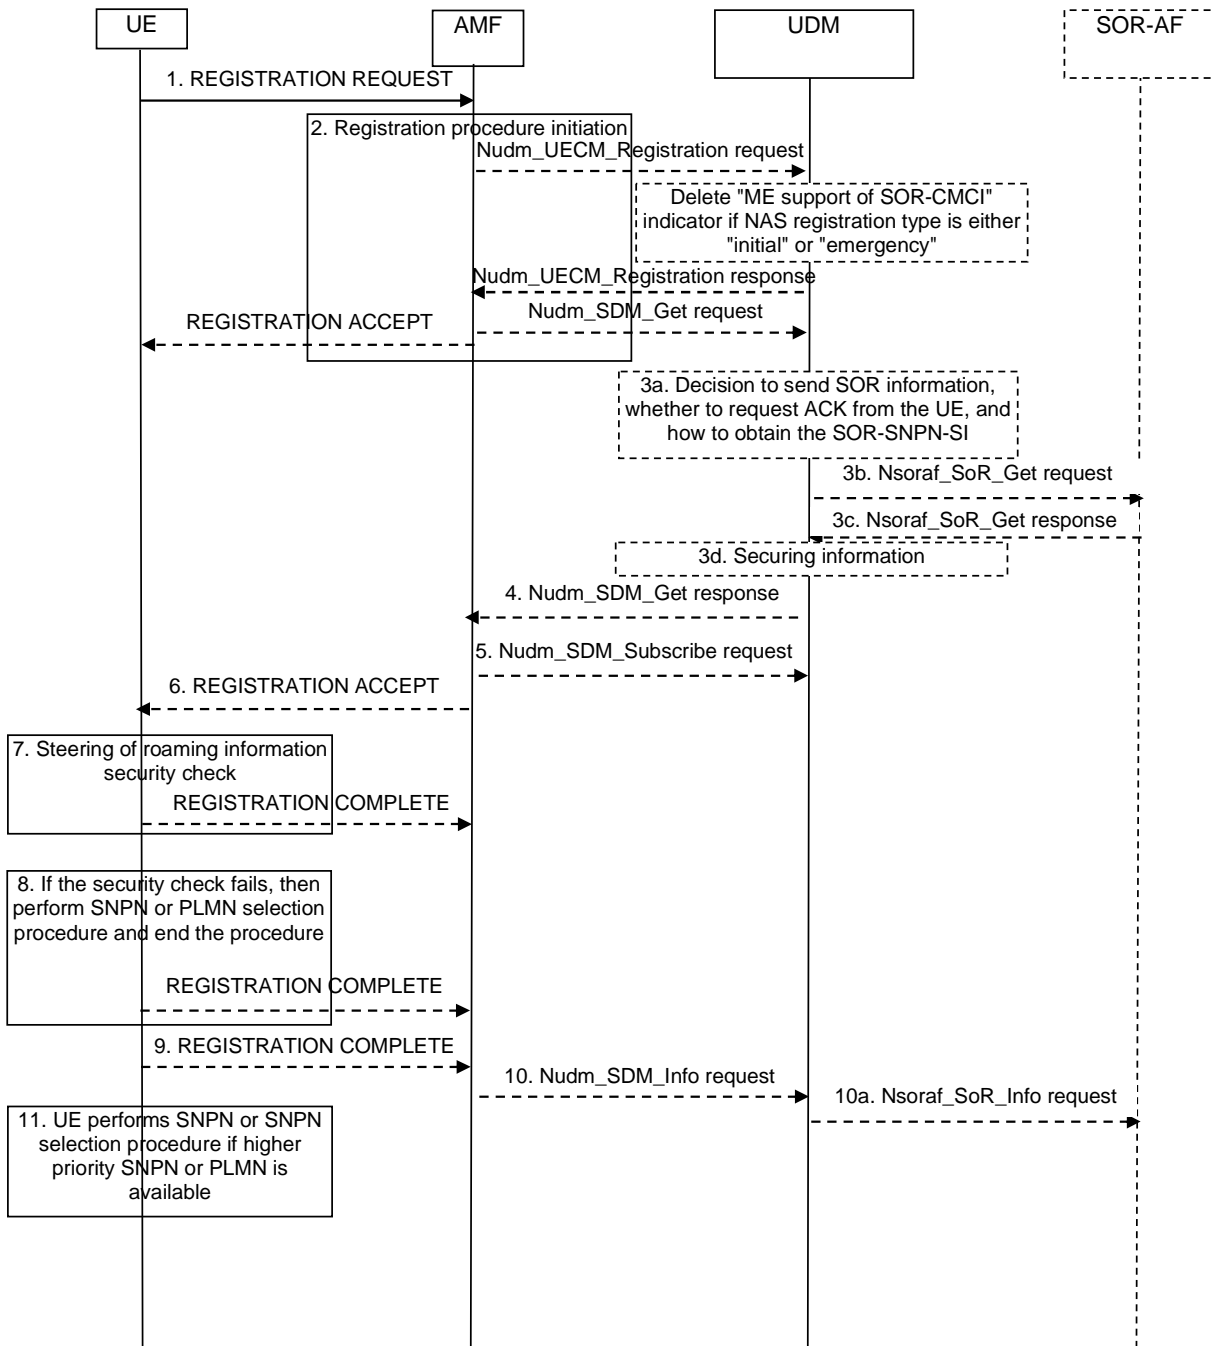 UE
AMF
UDM
SOR-AF
1. REGISTRATION REQUEST
2. Registration procedure initiation
Nudm_UECM_Registration request
Delete "ME support of SOR-CMCI"
indicator if NAS registration type is either
"initial" or "emergency"
Nudm_UECM_Registration response
Nudm_SDM_Get request
REGISTRATION ACCEPT
3a. Decision to send SOR information,
whether to request ACK from the UE, and
how to obtain the SOR-SNPN-SI
3b. Nsoraf_SoR_Get request
3c. Nsoraf_SoR_Get response
3d. Securing information
4. Nudm_SDM_Get response
5. Nudm_SDM_Subscribe request
6. REGISTRATION ACCEPT
7. Steering of roaming information
security check
REGISTRATION COMPLETE
8. If the security check fails, then
perform SNPN or PLMN selection
procedure and end the procedure
REGISTRATION COMPLETE
9. REGISTRATION COMPLETE
10. Nudm_SDM_Info request
10a. Nsoraf_SoR_Info request
11. UE performs SNPN or SNPN
selection procedure if higher
priority SNPN or PLMN is
available